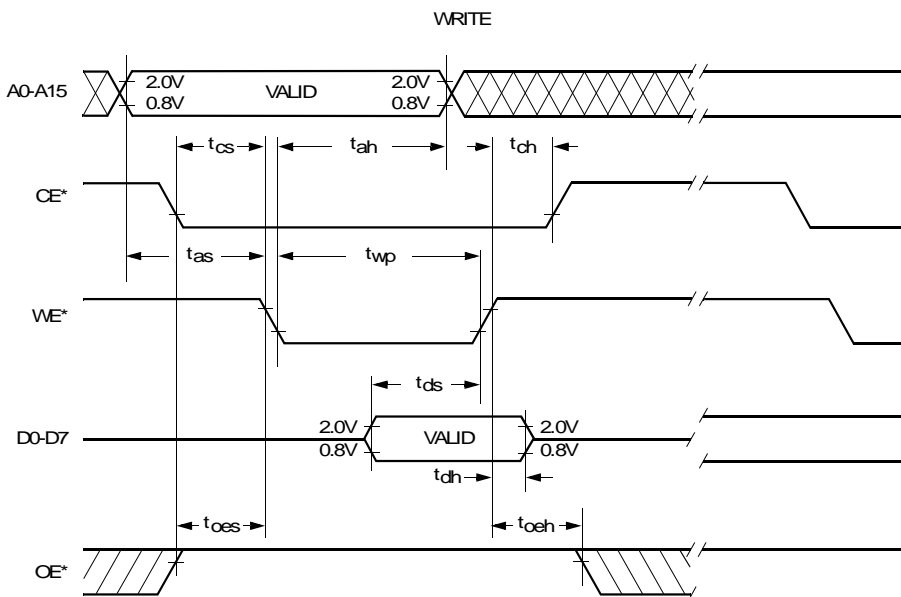 WRITE
A0-A15
2.0V VALID 2.0V
0.8V 0.8V
tcs tah tch
CE*
tas twp
WE*
tds
D0-D7
2.0V VALID 2.0V
0.8V 0.8V
tdh
toes toeh
OE*